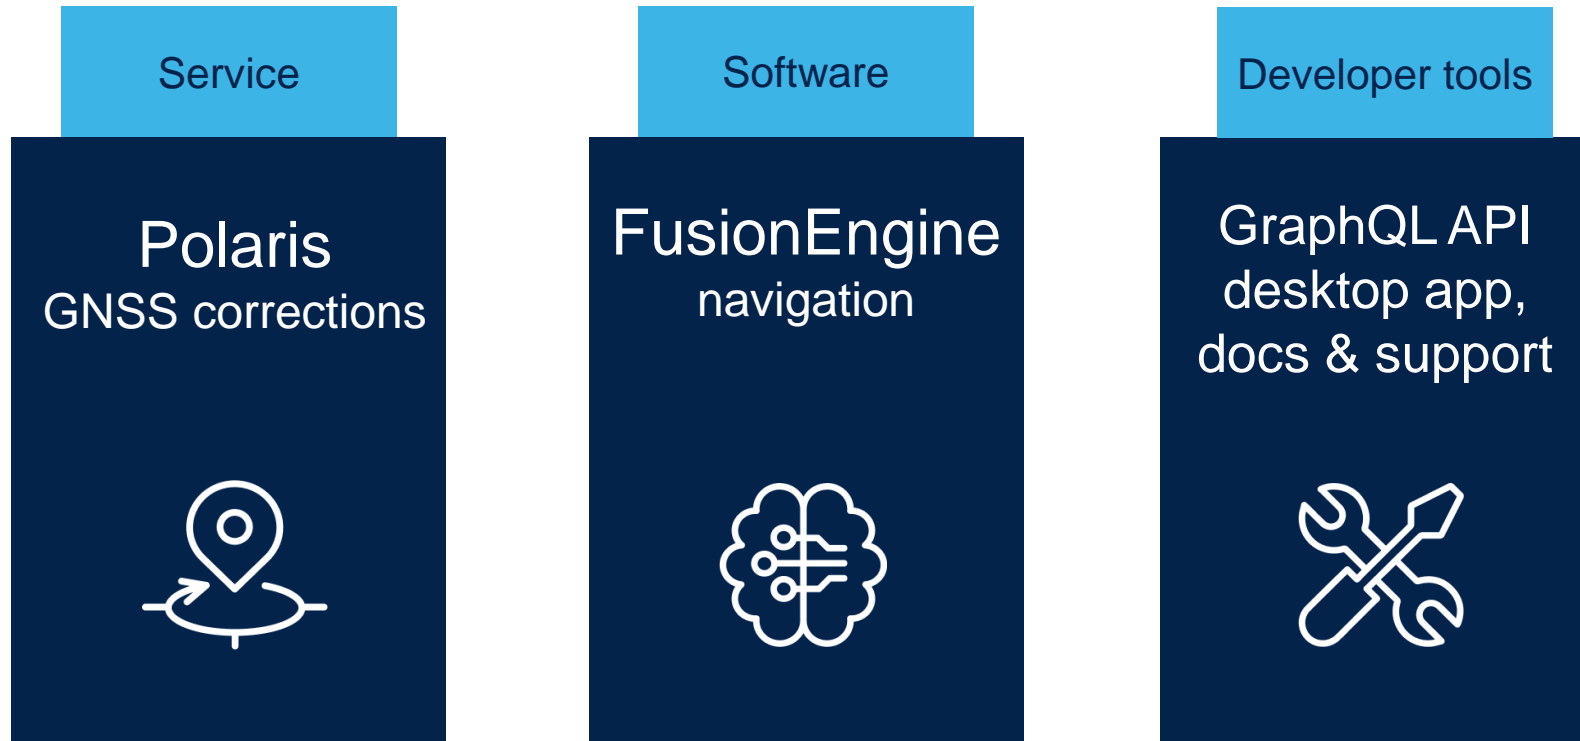 Service
Polaris
GNSS corrections
Software
FusionEngine
navigation
Developer tools
GraphQL API
desktop app,
docs & support